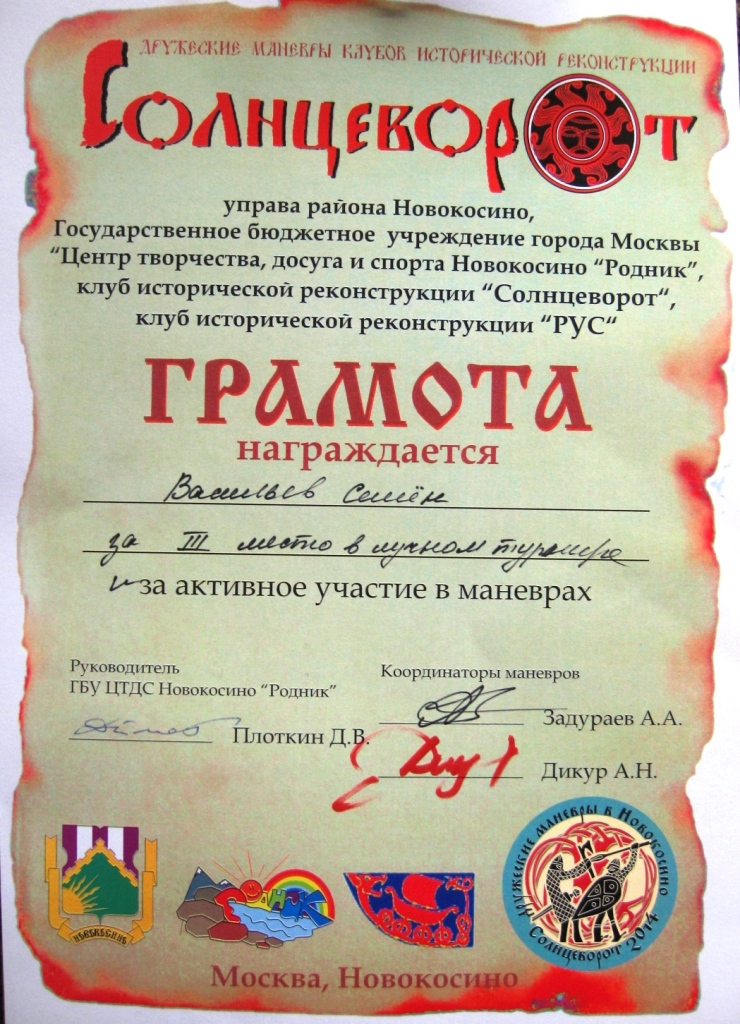 ДРУЖЕСКИЕ МАНЕВРЫ КЛУБОВ ИСТОРИЧЕСКОЙ РЕКОНСТРУКЦИИ
СОЛНЦЕВОРОТ
управа района Новокосино,
Государственное бюджетное учреждение города Москвы
“Центр творчества, досуга и спорта Новокосино “Родник”,
клуб исторической реконструкции “Солнцеворот“,
клуб исторической реконструкции “РУС“
ГРАМОТА
награждается
Васильев Семён
за III место в лучном турнире
за активное участие в маневрах
Руководитель
ГБУ ЦТДС Новокосино “Родник”
Плоткин Д.В.
Координаторы маневров
Задураев А.А.
Дикур А.Н.
НОВОКОСИНО
РОДНИК
ДРУЖЕСКИЕ МАНЕВРЫ В НОВОКОСИНО
СОЛНЦЕВОРОТ 2014
Москва, Новокосино